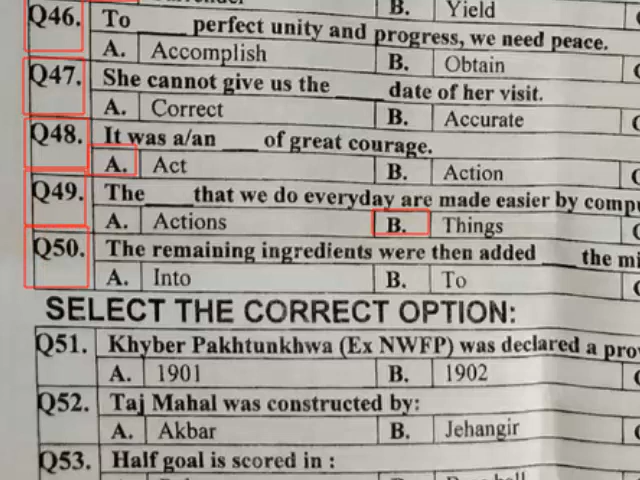 B. Yield
Q46. To ____ perfect unity and progress, we need peace.
A. Accomplish B. Obtain
Q47. She cannot give us the ____ date of her visit.
A. Correct B. Accurate
Q48. It was a/an ____ of great courage.
A. Act B. Action
Q49. The ____ that we do everyday are made easier by comp
A. Actions B. Things
Q50. The remaining ingredients were then added ____ the mi
A. Into B. To
SELECT THE CORRECT OPTION:
Q51. Khyber Pakhtunkhwa (Ex NWFP) was declared a prov
A. 1901 B. 1902
Q52. Taj Mahal was constructed by:
A. Akbar B. Jehangir
Q53. Half goal is scored in :